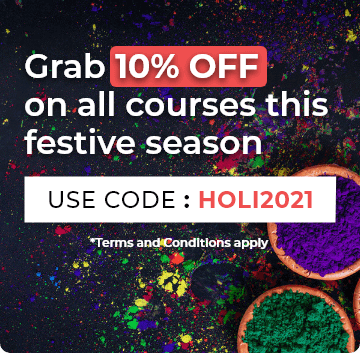 Grab 10% OFF
on all courses this
festive season
USE CODE : HOLI2021
*Terms and Conditions apply